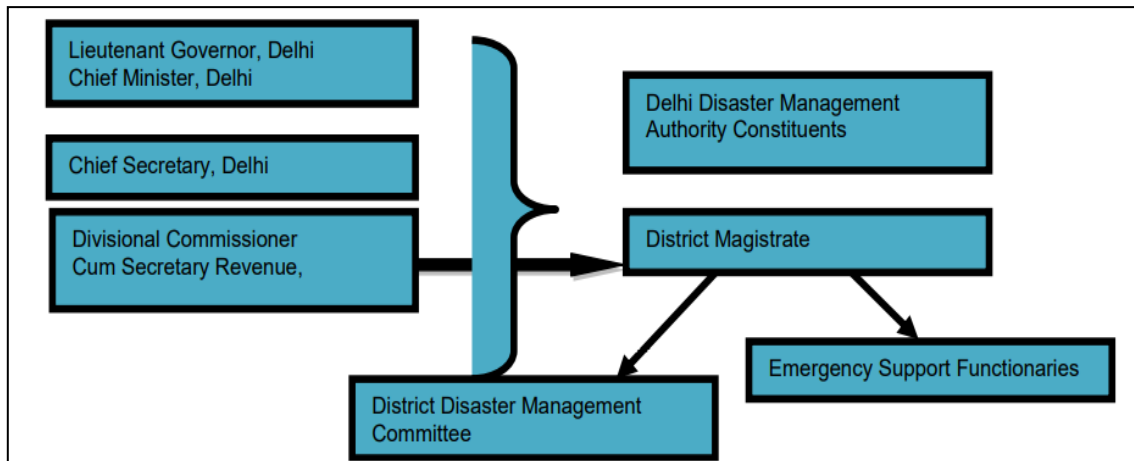 Lieutenant Governor, Delhi
Chief Minister, Delhi
Chief Secretary, Delhi
Divisional Commissioner
Cum Secretary Revenue,
Delhi Disaster Management
Authority Constituents
District Magistrate
Emergency Support Functionaries
District Disaster Management
Committee